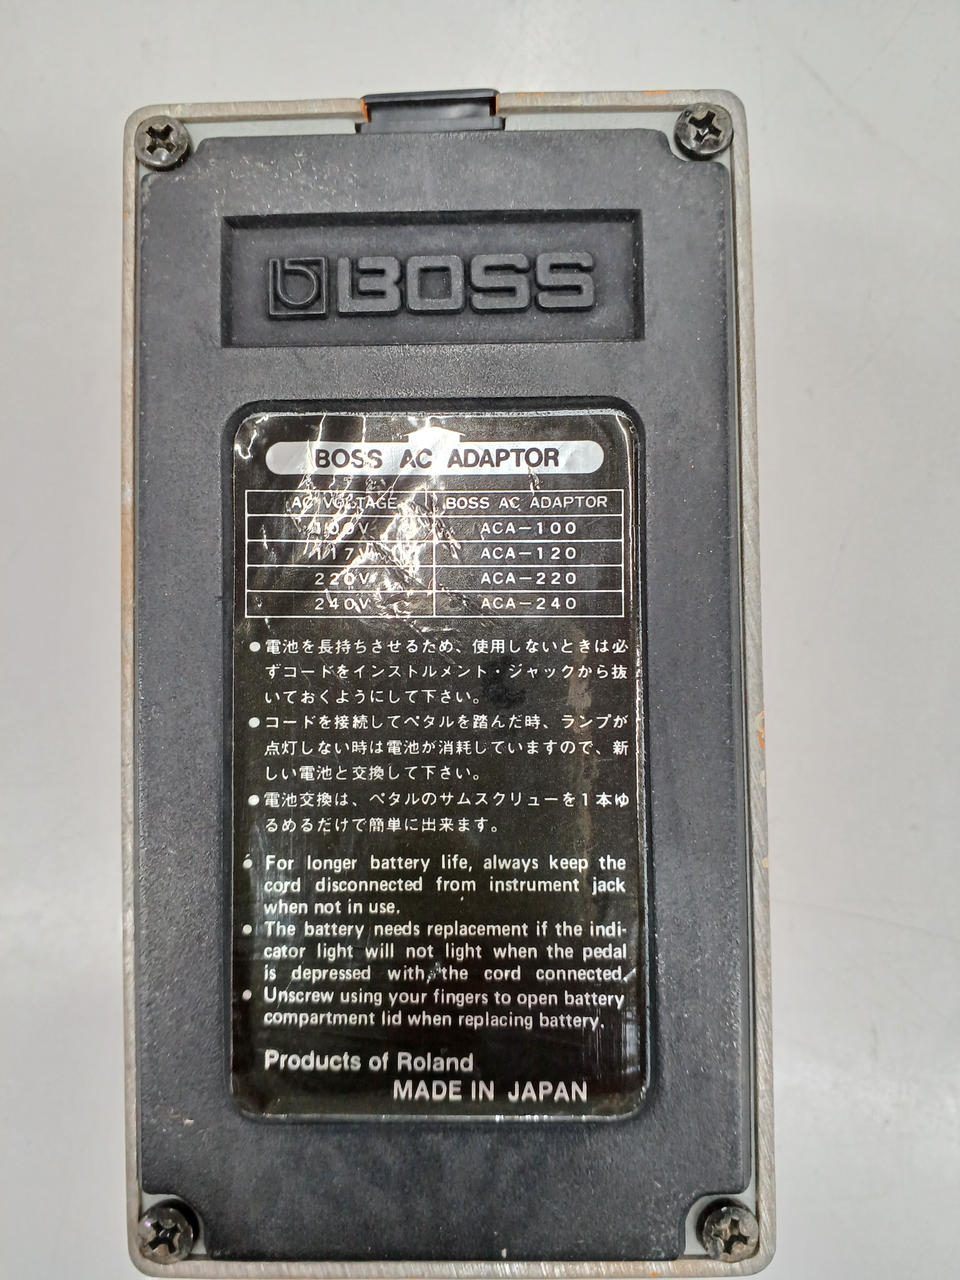 BOSS
BOSS AC ADAPTOR
AC VOLTAGE BOSS AC ADAPTOR
100V ACA-100
117V ACA-120
220V ACA-220
240V ACA-240
●電池を長持ちさせるため、使用しないときは必
ずコードをインストルメント・ジャックから抜
いておくようにして下さい。
●コードを接続してペタルを踏んだ時、ランプが
点灯しない時は電池が消耗していますので、新
しい電池と交換して下さい。
●電池交換は、ペタルのサムスクリューを1本ゆ
るめるだけで簡単に出来ます。
● For longer battery life, always keep the
cord disconnected from instrument jack
when not in use.
● The battery needs replacement if the indi-
cator light will not light when the pedal
is depressed with the cord connected.
● Unscrew using your fingers to open battery
compartment lid when replacing battery.
Products of Roland
MADE IN JAPAN